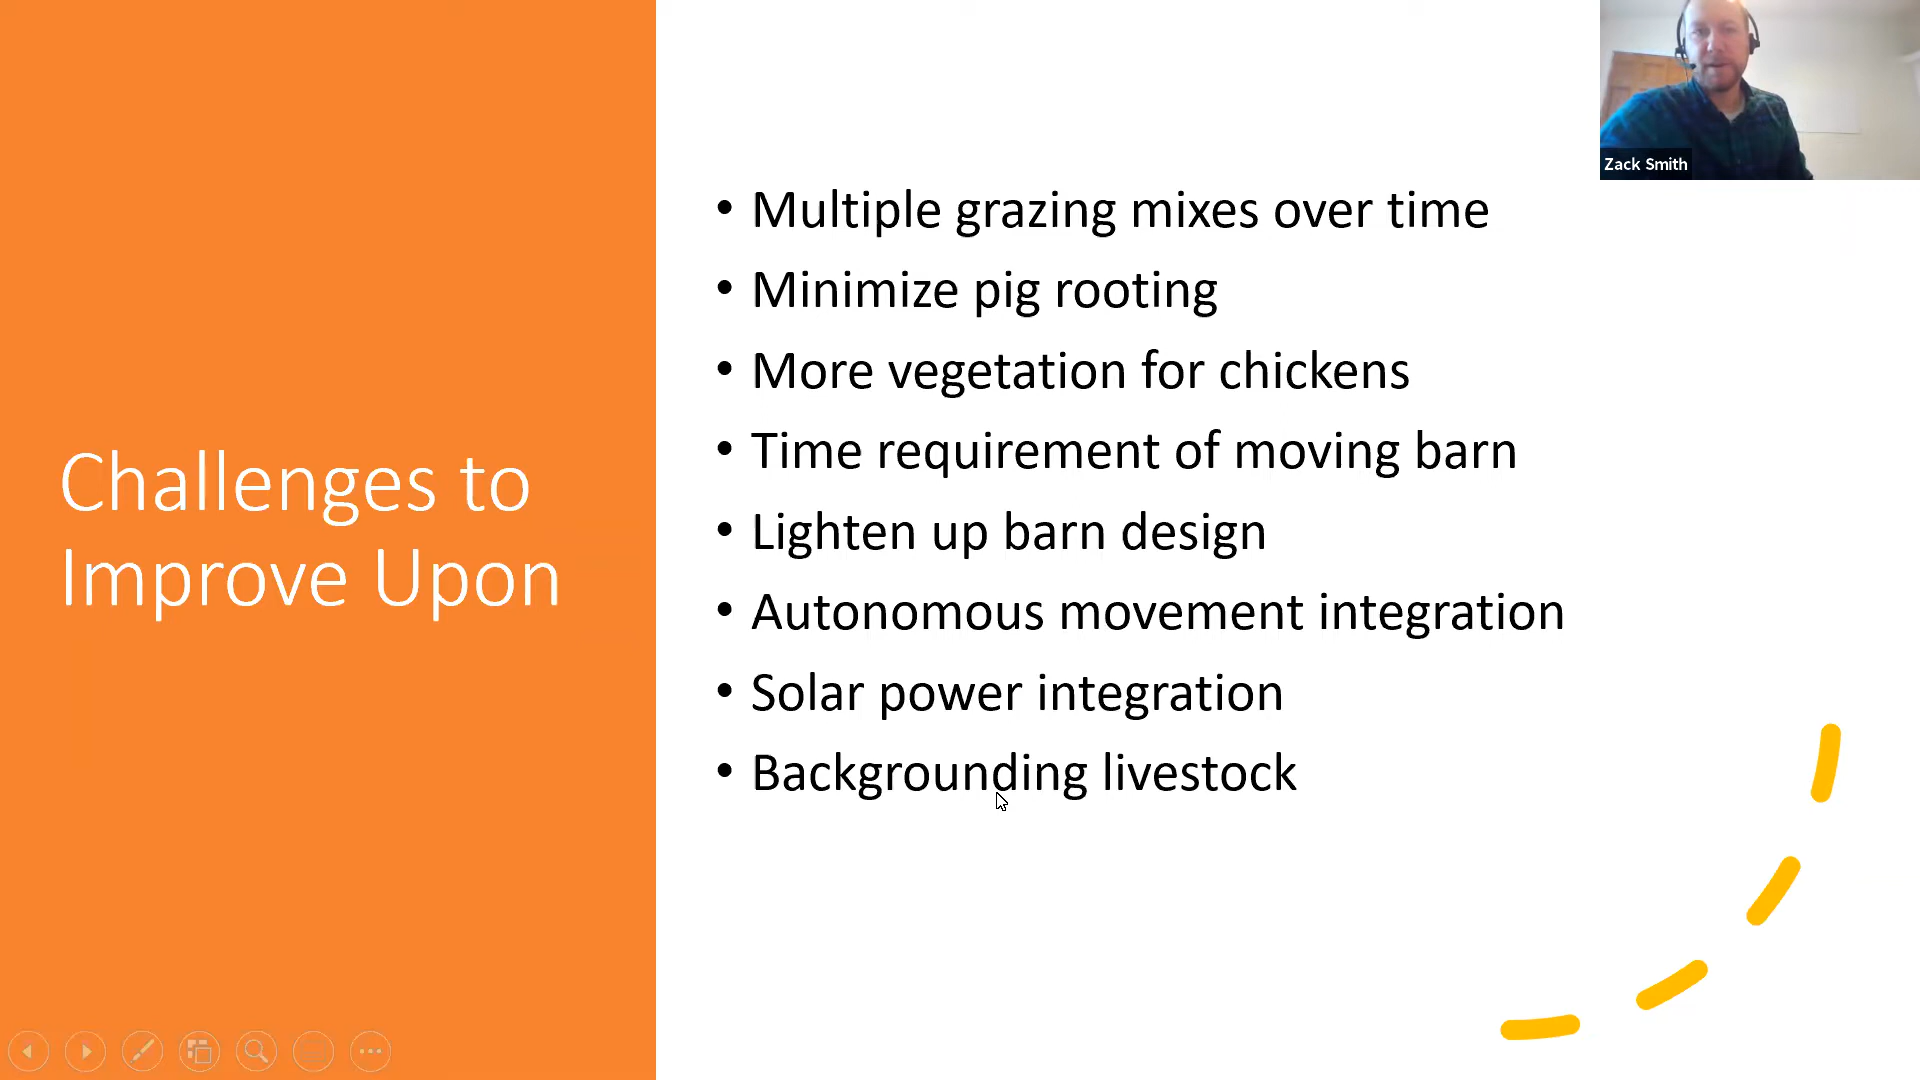 Zack Smith
Challenges to
Improve Upon
• Multiple grazing mixes over time
• Minimize pig rooting
• More vegetation for chickens
• Time requirement of moving barn
• Lighten up barn design
• Autonomous movement integration
• Solar power integration
• Backgrounding livestock